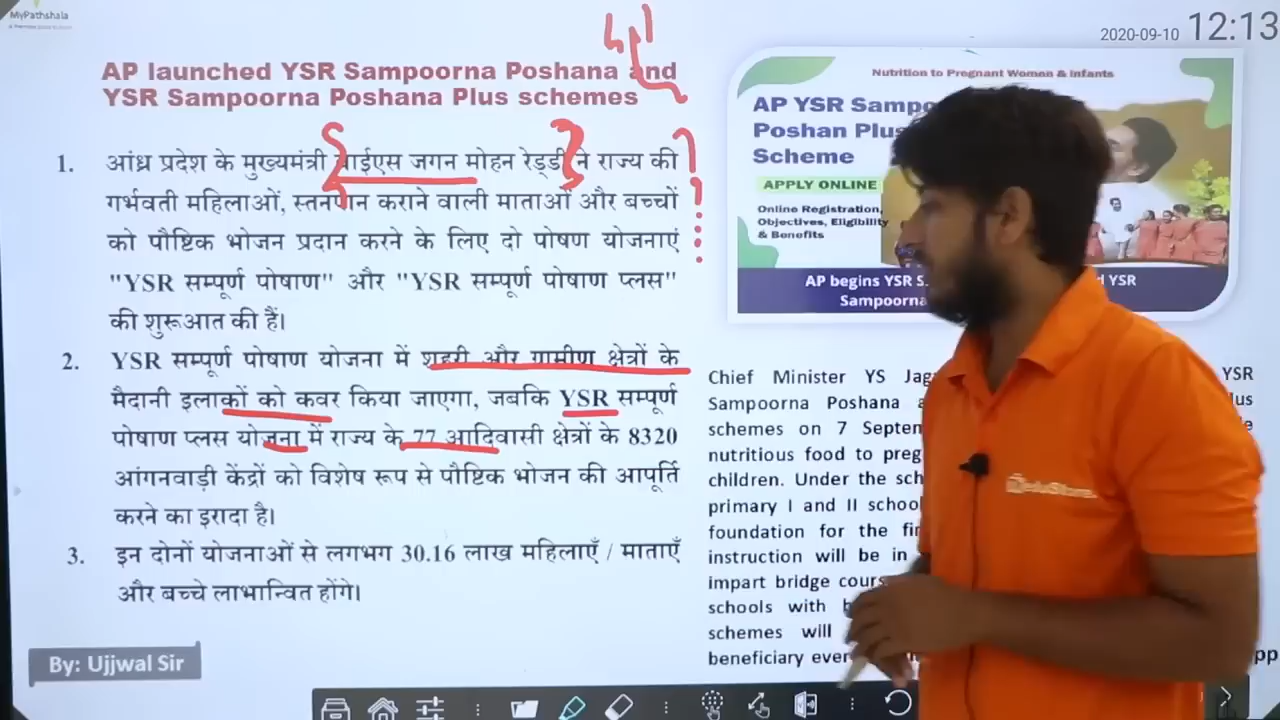 MyPathshala
2020-09-10 12:13
AP launched YSR Sampoorna Poshana and
YSR Sampoorna Poshana Plus schemes
1. आंध्र प्रदेश के मुख्यमंत्री वाईएस जगन मोहन रेड्डी ने राज्य की
गर्भवती महिलाओं, स्तनपान कराने वाली माताओं और बच्चों
को पौष्टिक भोजन प्रदान करने के लिए दो पोषण योजनाएं
"YSR सम्पूर्ण पोषाण" और "YSR सम्पूर्ण पोषाण प्लस"
की शुरूआत की हैं।
2. YSR सम्पूर्ण पोषाण योजना में शहरी और ग्रामीण क्षेत्रों के
मैदानी इलाकों को कवर किया जाएगा, जबकि YSR सम्पूर्ण
पोषाण प्लस योजना में राज्य के 77 आदिवासी क्षेत्रों के 8320
आंगनवाड़ी केंद्रों को विशेष रूप से पौष्टिक भोजन की आपूर्ति
करने का इरादा है।
3. इन दोनों योजनाओं से लगभग 30.16 लाख महिलाएँ / माताएँ
और बच्चे लाभान्वित होंगे।
By: Ujjwal Sir
Nutrition to Pregnant Women & Infants
AP YSR Sampo
Poshan Plus
Scheme
APPLY ONLINE
Online Registration,
Objectives, Eligibility
& Benefits
AP begins YSR S YSR
Sampoorna
Chief Minister YS Jag YSR
Sampoorna Poshana lus
schemes on 7 Septem e
nutritious food to preg
children. Under the sch
primary I and II school
foundation for the fir
instruction will be in
impart bridge cours
schools with b
schemes will
beneficiary ever pp